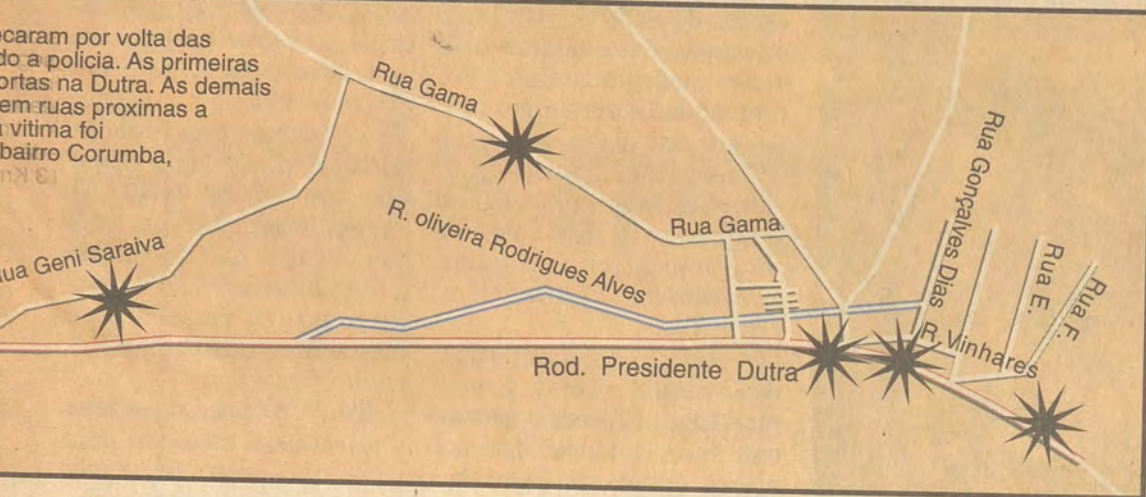 ecaram por volta das
do a policia. As primeiras
ortas na Dutra. As demais
em ruas proximas a
a vitima foi
bairro Corumba,
Rua Gama
R. oliveira Rodrigues Alves
Rua Gama
ua Geni Saraiva
Rod. Presidente Dutra
Rua Gonçalves Dias
R. Vinhares
Rua E.
Rua F.